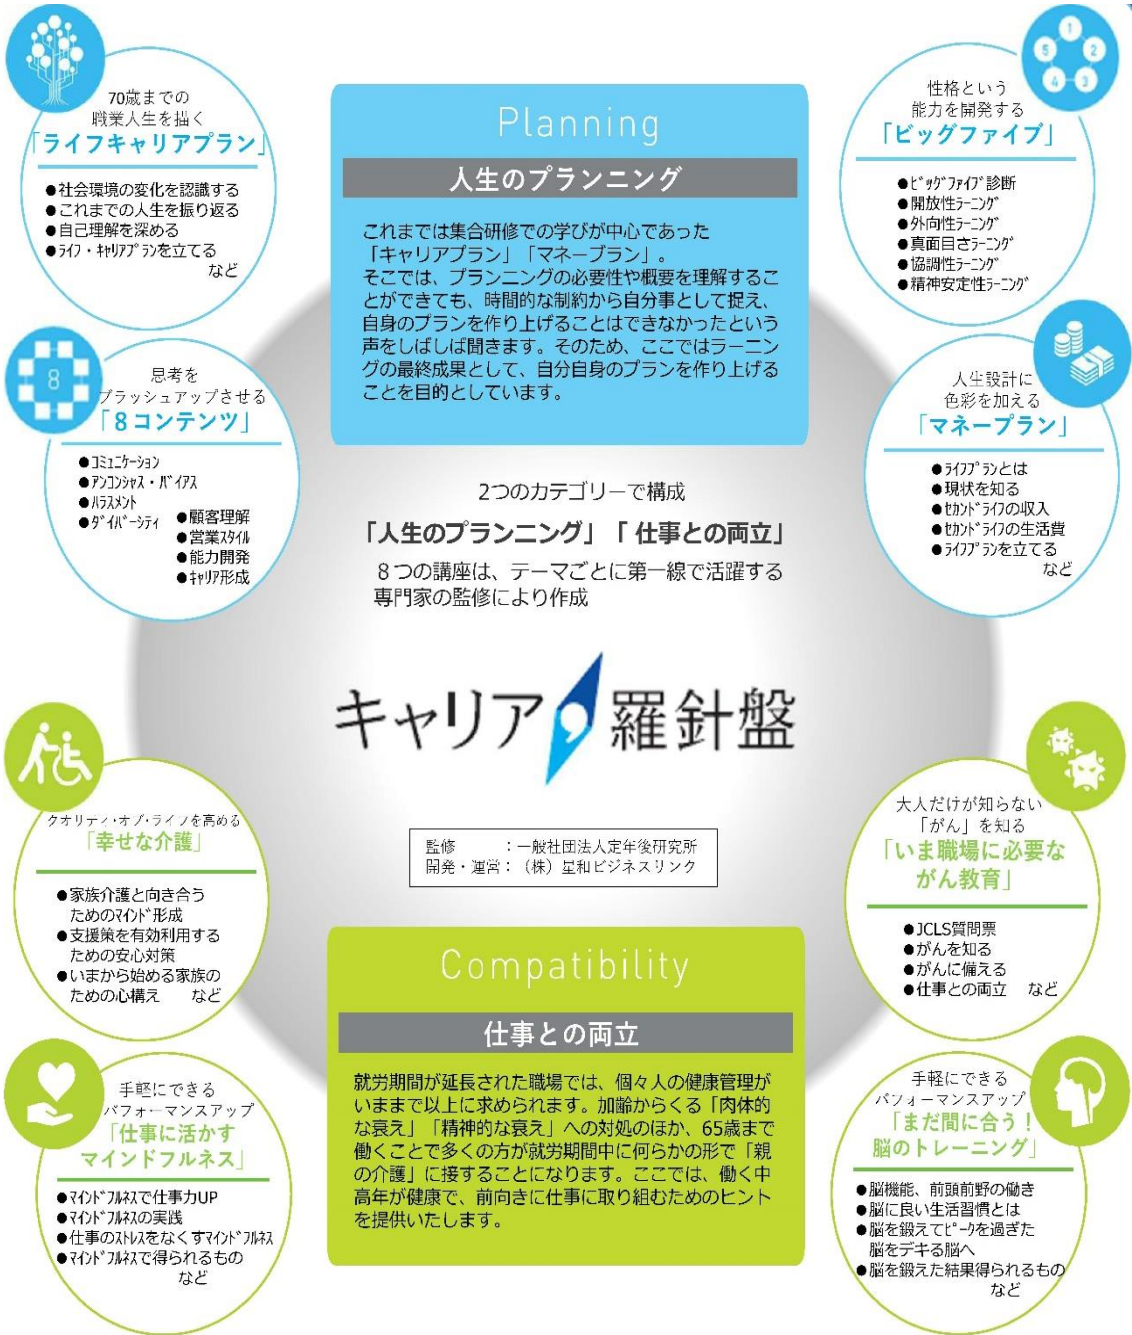 70歳までの
職業人生を描く
「ライフキャリアプラン」
●社会環境の変化を認識する
●これまでの人生を振り返る
●自己理解を深める
●ﾗｲﾌ・ｷｬﾘｱﾌﾟﾗﾝを立てる
など
8
思考を
ブラッシュアップさせる
「８コンテンツ」
●ｺﾐｭﾆｹｰｼｮﾝ
●ｱﾝｺﾝｼｬｽ・ﾊﾞｲｱｽ
●ﾊﾗｽﾒﾝﾄ
●ﾀﾞｲﾊﾞｰｼﾃｨ
●顧客理解
●営業ｽﾀｲﾙ
●能力開発
●ｷｬﾘｱ形成
Planning
人生のプランニング
これまでは集合研修での学びが中心であった
「キャリアプラン」「マネープラン」。
そこでは、プランニングの必要性や概要を理解するこ
とができても、時間的な制約から自分事として捉え、
自身のプランを作り上げることはできなかったという
声をしばしば聞きます。そのため、ここではラーニン
グの最終成果として、自分自身のプランを作り上げる
ことを目的としています。
1
2
3
4
5
性格という
能力を開発する
「ビッグファイブ」
●ﾋﾞｯｸﾞﾌｧｲﾌﾞ診断
●開放性ﾗｰﾆﾝｸﾞ
●外向性ﾗｰﾆﾝｸﾞ
●真面目さﾗｰﾆﾝｸﾞ
●協調性ﾗｰﾆﾝｸﾞ
●精神安定性ﾗｰﾆﾝｸﾞ
人生設計に
色彩を加える
「マネープラン」
●ﾗｲﾌﾌﾟﾗﾝとは
●現状を知る
●ｾｶﾝﾄﾞﾗｲﾌの収入
●ｾｶﾝﾄﾞﾗｲﾌの生活費
●ﾗｲﾌﾌﾟﾗﾝを立てる
など
2つのカテゴリーで構成
「人生のプランニング」「 仕事との両立」
８つの講座は、テーマごとに第一線で活躍する
専門家の監修により作成
キャリア羅針盤
監修　　　：一般社団法人定年後研究所
開発・運営：（株）星和ビジネスリンク
クオリティ・オブ・ライフを高める
「幸せな介護」
●家族介護と向き合う
ためのﾏｲﾝﾄﾞ形成
●支援策を有効利用する
ための安心対策
●いまから始める家族の
ための心構え　など
手軽にできる
パフォーマンスアップ
「仕事に活かす
マインドフルネス」
●ﾏｲﾝﾄﾞﾌﾙﾈｽで仕事力UP
●ﾏｲﾝﾄﾞﾌﾙﾈｽの実践
●仕事のｽﾄﾚｽをなくすﾏｲﾝﾄﾞﾌﾙﾈｽ
●ﾏｲﾝﾄﾞﾌﾙﾈｽで得られるもの
など
Compatibility
仕事との両立
就労期間が延長された職場では、個々人の健康管理が
いままで以上に求められます。加齢からくる「肉体的
な衰え」「精神的な衰え」への対処のほか、65歳まで
働くことで多くの方が就労期間中に何らかの形で「親
の介護」に接することになります。ここでは、働く中
高年が健康で、前向きに仕事に取り組むためのヒント
を提供いたします。
大人だけが知らない
「がん」を知る
「いま職場に必要な
がん教育」
●JCLS質問票
●がんを知る
●がんに備える
●仕事との両立　など
手軽にできる
パフォーマンスアップ
「まだ間に合う！
脳のトレーニング」
●脳機能、前頭前野の働き
●脳に良い生活習慣とは
●脳を鍛えてﾋﾟｰｸを過ぎた
脳をデキる脳へ
●脳を鍛えた結果得られるもの
など